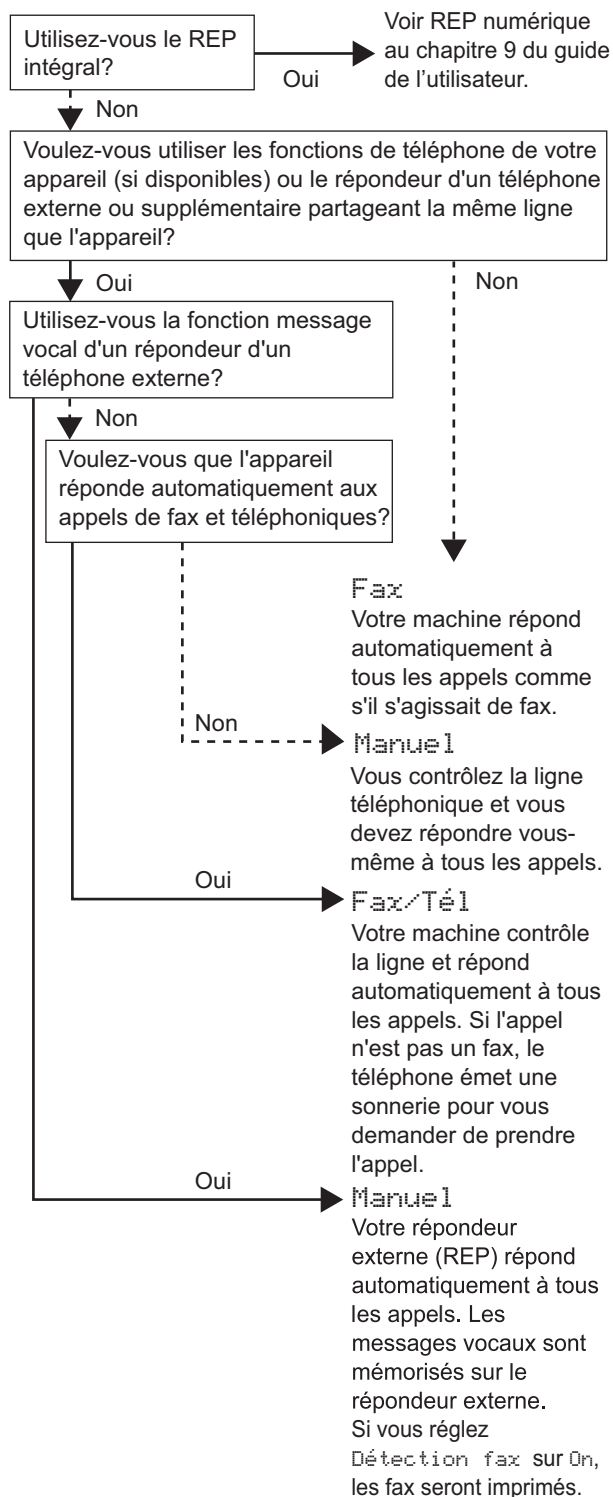 Utilisez-vous le REP
intégral?
Oui
Voir REP numérique
au chapitre 9 du guide
de l'utilisateur.
Non
Voulez-vous utiliser les fonctions de téléphone de votre
appareil (si disponibles) ou le répondeur d'un téléphone
externe ou supplémentaire partageant la même ligne
que l'appareil?
Oui
Non
Utilisez-vous la fonction message
vocal d'un répondeur d'un
téléphone externe?
Non
Voulez-vous que l'appareil
réponde automatiquement aux
appels de fax et téléphoniques?
Fax
Votre machine répond
automatiquement à
tous les appels comme
s'il s'agissait de fax.
Non
Manuel
Vous contrôlez la ligne
téléphonique et vous
devez répondre vous-
même à tous les appels.
Oui
Fax/Tél
Votre machine contrôle
la ligne et répond
automatiquement à tous
les appels. Si l'appel
n'est pas un fax, le
téléphone émet une
sonnerie pour vous
demander de prendre
l'appel.
Oui
Manuel
Votre répondeur
externe (REP) répond
automatiquement à tous
les appels. Les
messages vocaux sont
mémorisés sur le
répondeur externe.
Si vous réglez
Détection fax sur On,
les fax seront imprimés.